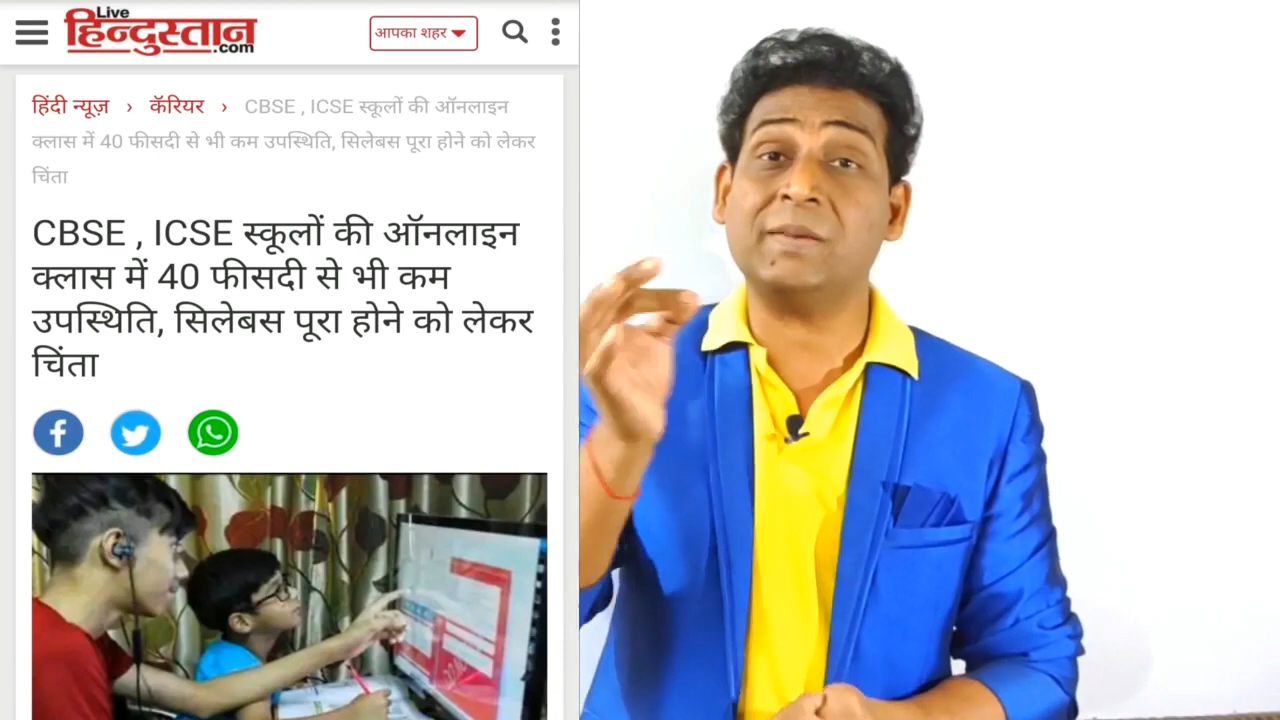 Live
हिन्दुस्तान
.com
आपका शहर
हिंदी न्यूज़ › कॅरियर › CBSE , ICSE स्कूलों की ऑनलाइन
क्लास में 40 फीसदी से भी कम उपस्थिति, सिलेबस पूरा होने को लेकर
चिंता
CBSE , ICSE स्कूलों की ऑनलाइन
क्लास में 40 फीसदी से भी कम
उपस्थिति, सिलेबस पूरा होने को लेकर
चिंता